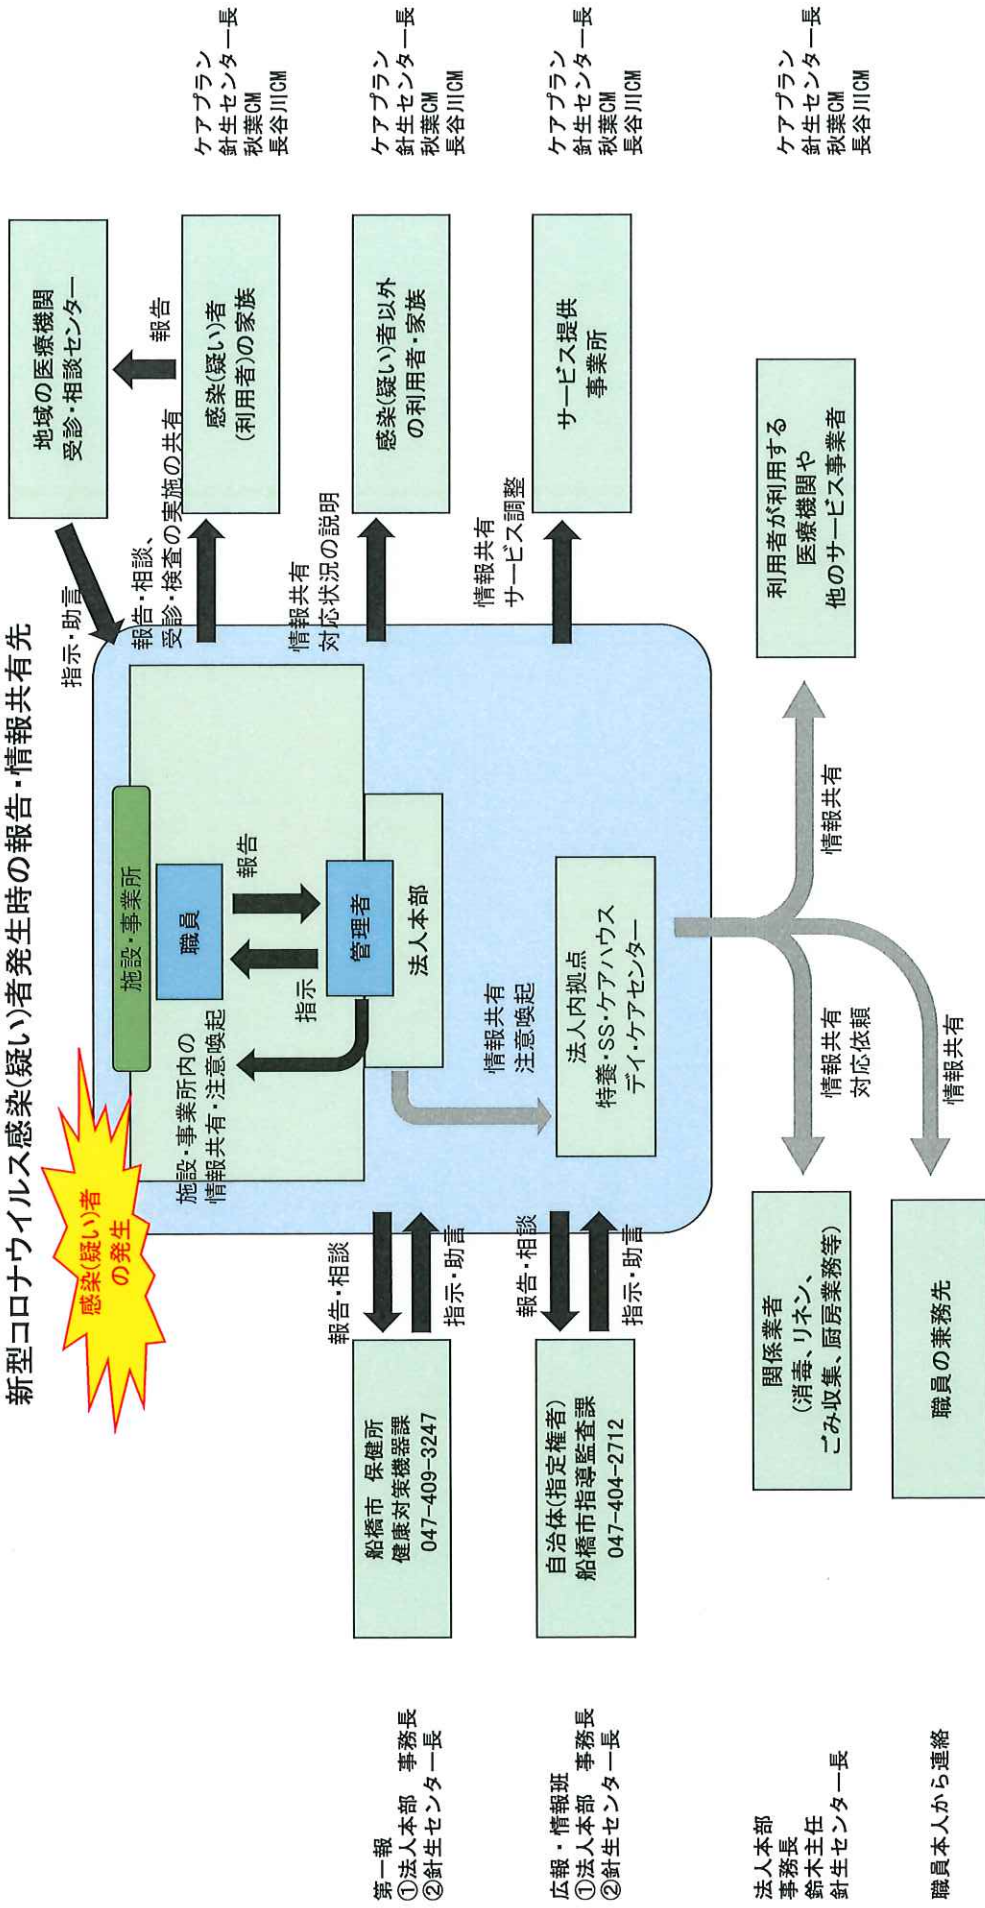 新型コロナウイルス感染(疑い)者発生時の報告・情報共有先
感染(疑い)者
の発生
施設・事業所
職員
報告
指示
管理者
法人本部
施設・事業所内の
情報共有・注意喚起
情報共有
注意喚起
法人内拠点
特養・SS・ケアハウス
デイ・ケアセンター
指示・助言
地域の医療機関
受診・相談センター
報告
報告・相談、
受診・検査の実施の共有
感染(疑い)者
(利用者)の家族
ケアプラン
針生センター長
秋葉CM
長谷川CM
情報共有
対応状況の説明
感染(疑い)者以外
の利用者・家族
ケアプラン
針生センター長
秋葉CM
長谷川CM
情報共有
サービス調整
サービス提供
事業所
ケアプラン
針生センター長
秋葉CM
長谷川CM
第一報
①法人本部 事務長
②針生センター長
船橋市 保健所
健康対策機器課
047-409-3247
報告・相談
指示・助言
広報・情報班
①法人本部 事務長
②針生センター長
自治体(指定権者)
船橋市指導監査課
047-404-2712
報告・相談
指示・助言
法人本部
事務長
鈴木主任
針生センター長
関係業者
(消毒、リネン、
ごみ収集、厨房業務等)
情報共有
対応依頼
情報共有
利用者が利用する
医療機関や
他のサービス事業者
ケアプラン
針生センター長
秋葉CM
長谷川CM
職員本人から連絡
職員の兼務先
情報共有